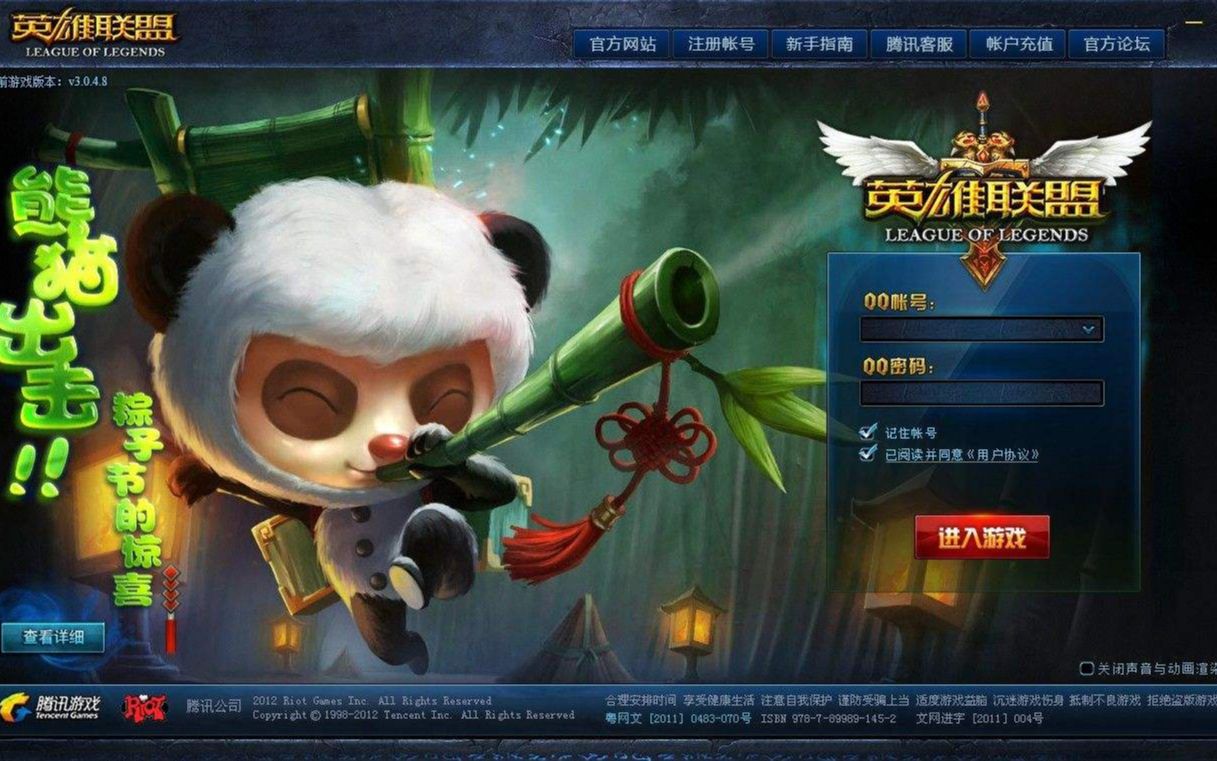 英雄联盟
LEAGUE OF LEGENDS
官方网站 注册帐号 新手指南 腾讯客服 帐户充值 官方论坛
前游戏版本：v3.0.4.8
熊猫出击!!
粽子节的惊喜
查看详细
英雄联盟
LEAGUE OF LEGENDS
QQ帐号：
QQ密码：
记住帐号
已阅读并同意《用户协议》
进入游戏
关闭声音与动画渲染
腾讯游戏
Tencent Games
RIOT
腾讯公司
2012 Riot Games Inc. All Rights Reserved
Copyright © 1998-2012 Tencent Inc. All Rights Reserved
合理安排时间 享受健康生活 注意自我保护 谨防受骗上当 适度游戏益脑 沉迷游戏伤身 抵制不良游戏 拒绝盗版游戏
粤网文 [2011] 0483-070号 ISBN 978-7-89989-145-2 文网进字 [2011] 004号